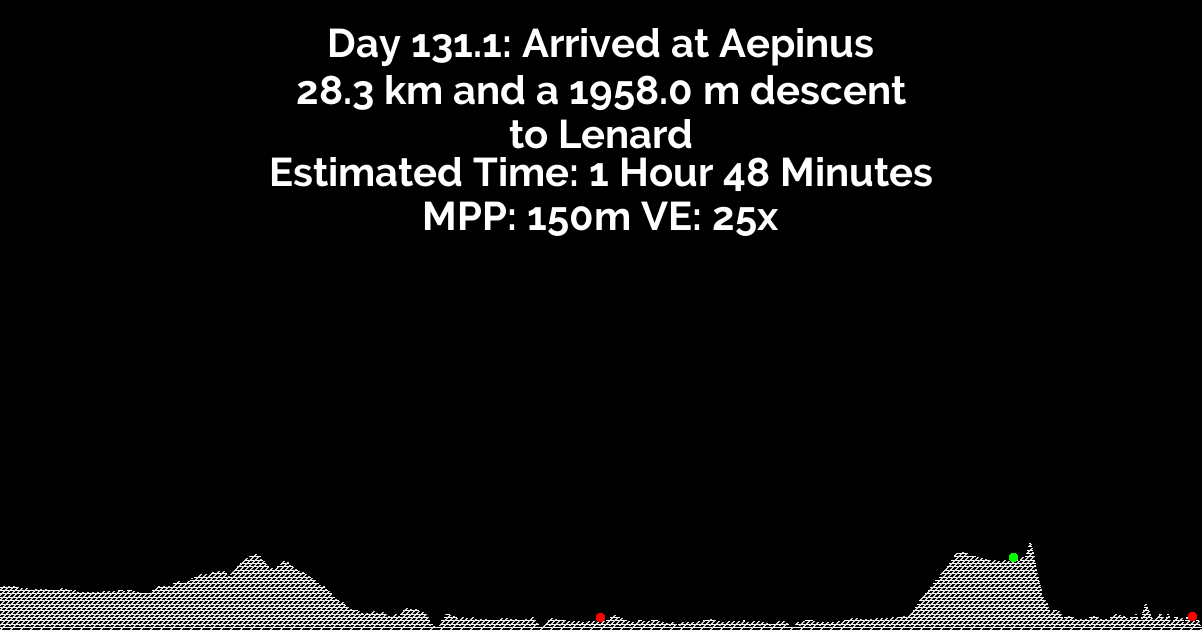 Day 131.1: Arrived at Aepinus
28.3 km and a 1958.0 m descent
to Lenard
Estimated Time: 1 Hour 48 Minutes
MPP: 150m VE: 25x